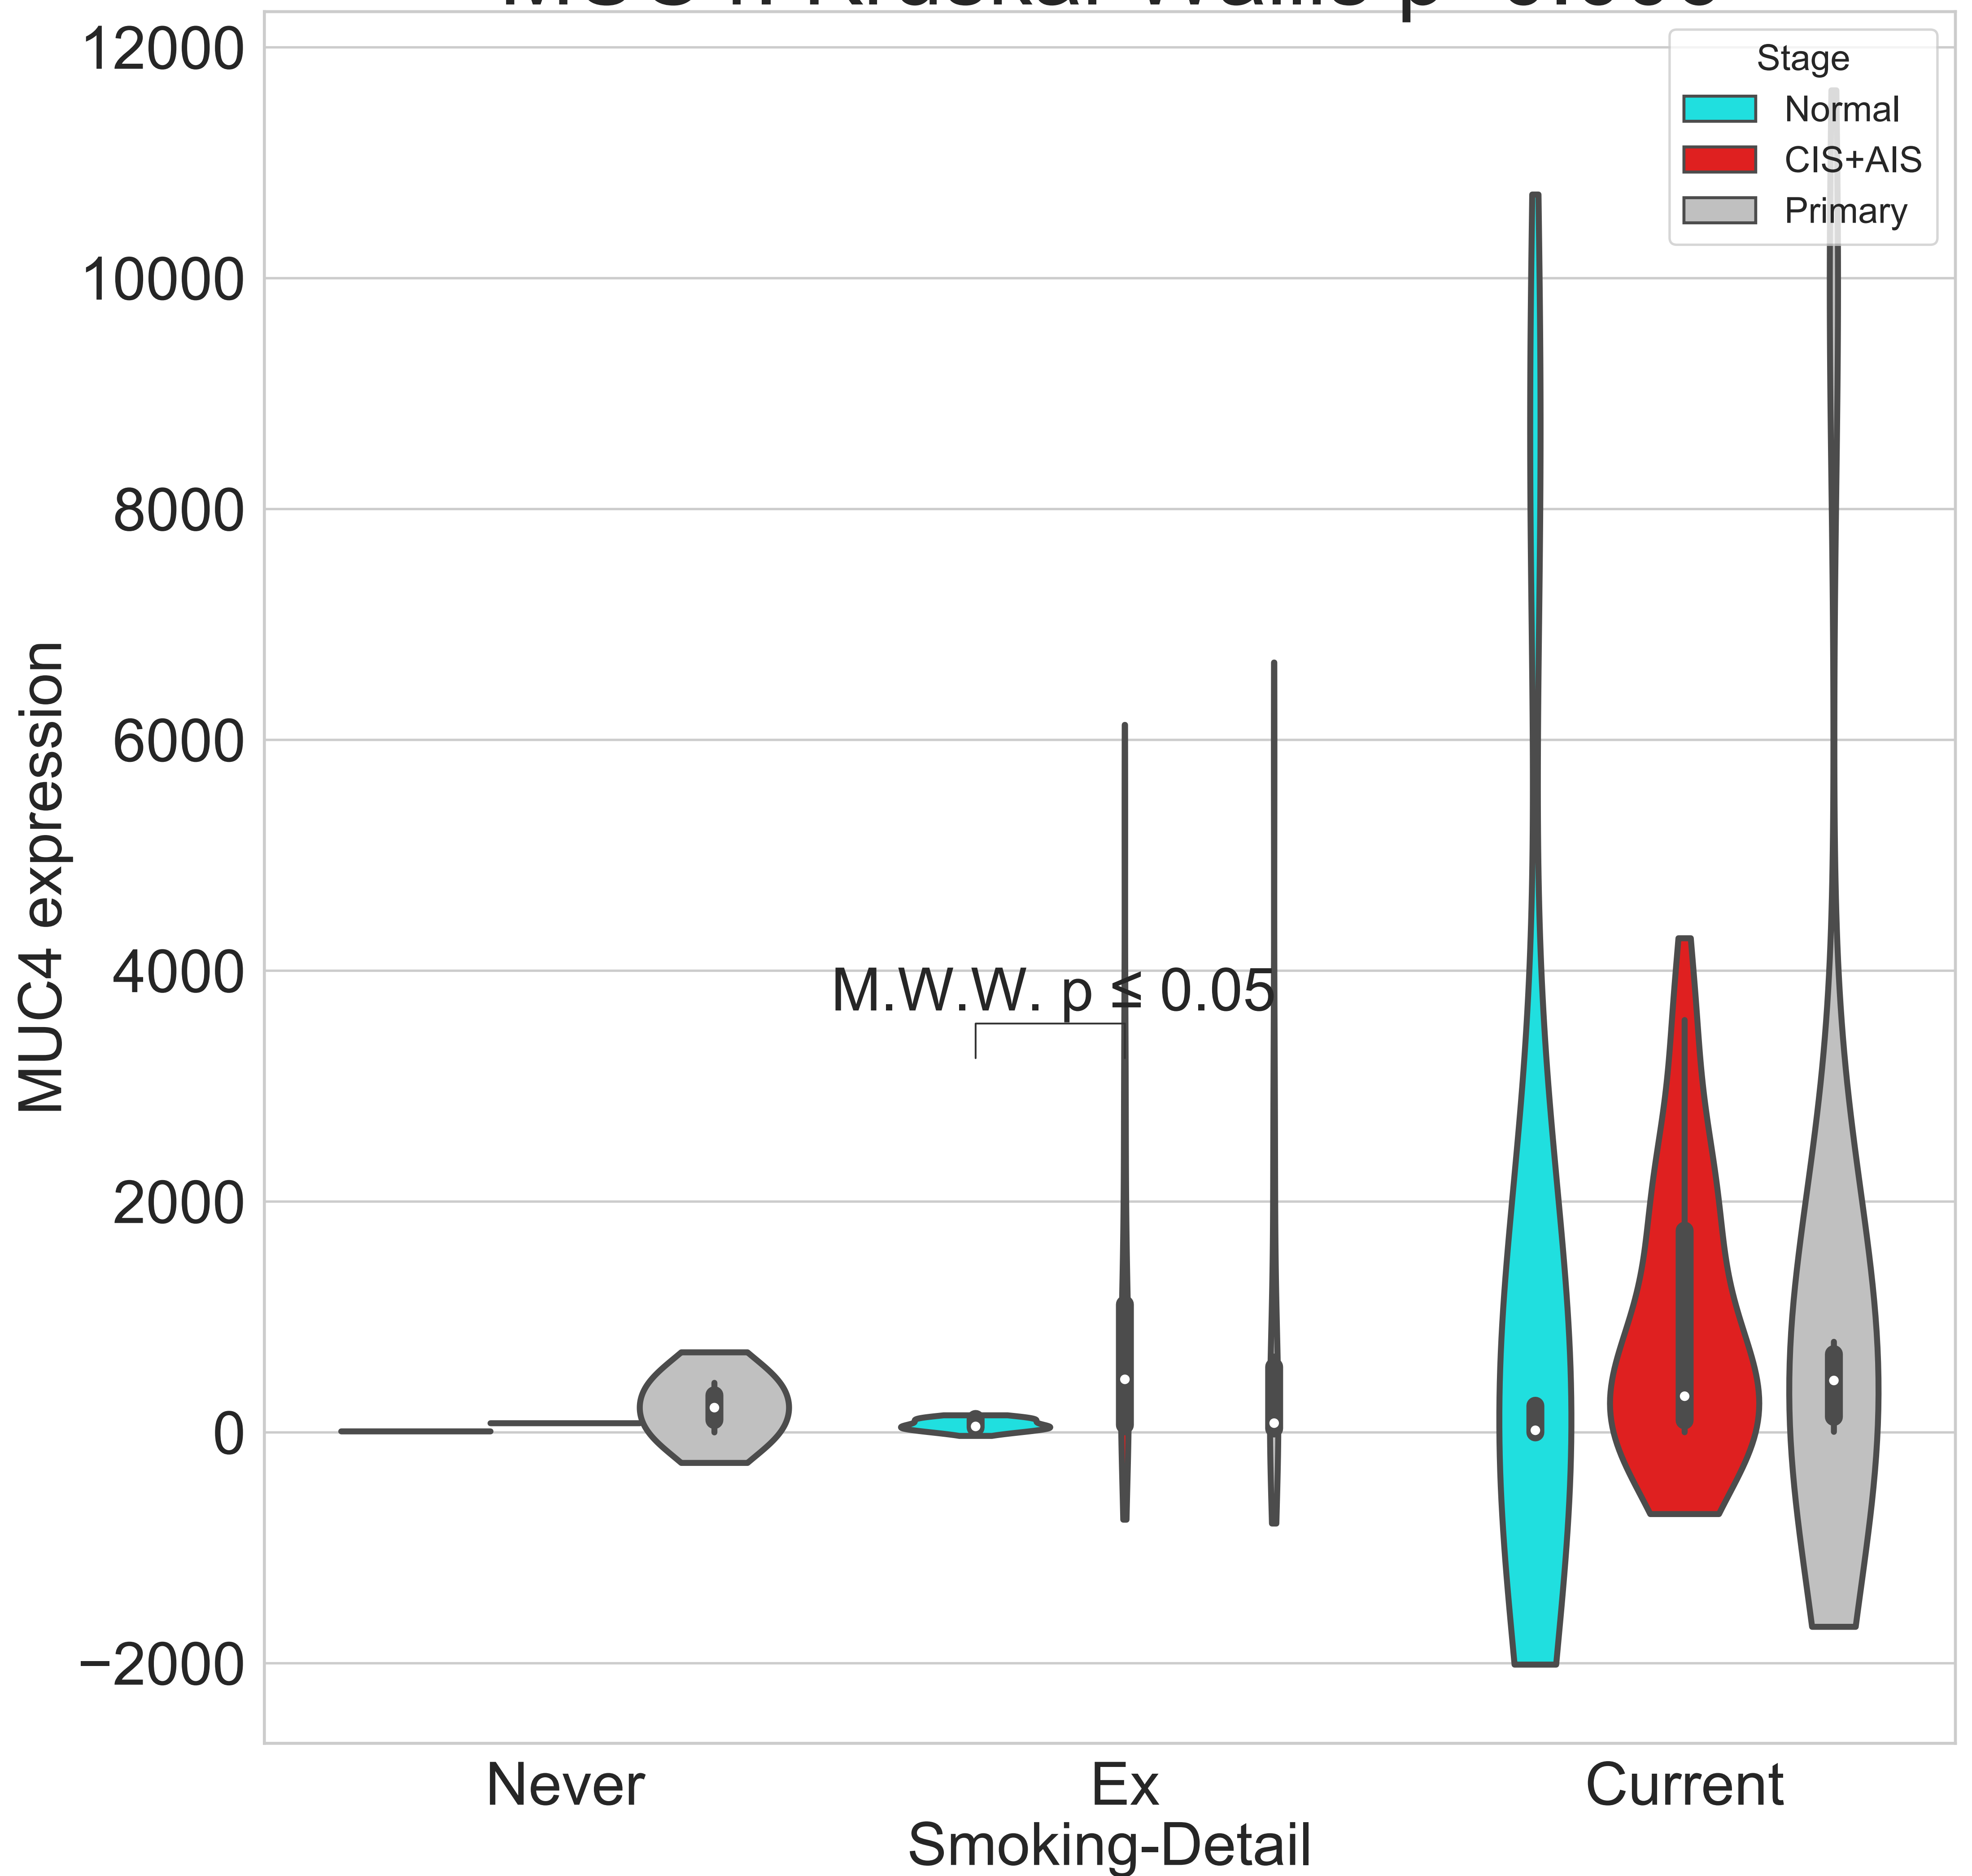 12000
10000
8000
6000
4000
2000
0
−2000
MUC4 expression
Stage
Normal
CIS+AIS
Primary
M.W.W. p ≤ 0.05
Never
Ex
Current
Smoking-Detail